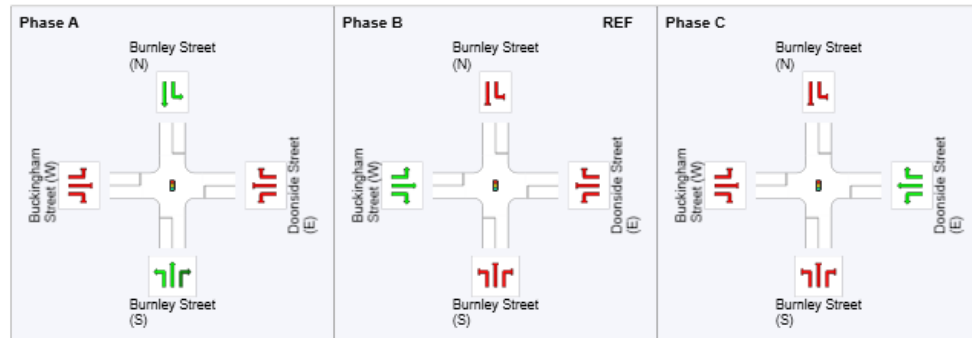 Phase A
Burnley Street
(N)
Buckingham
Street (W)
Doonside Street
(E)
Burnley Street
(S)
Phase B
REF
Burnley Street
(N)
Buckingham
Street (W)
Doonside Street
(E)
Burnley Street
(S)
Phase C
Burnley Street
(N)
Buckingham
Street (W)
Doonside Street
(E)
Burnley Street
(S)